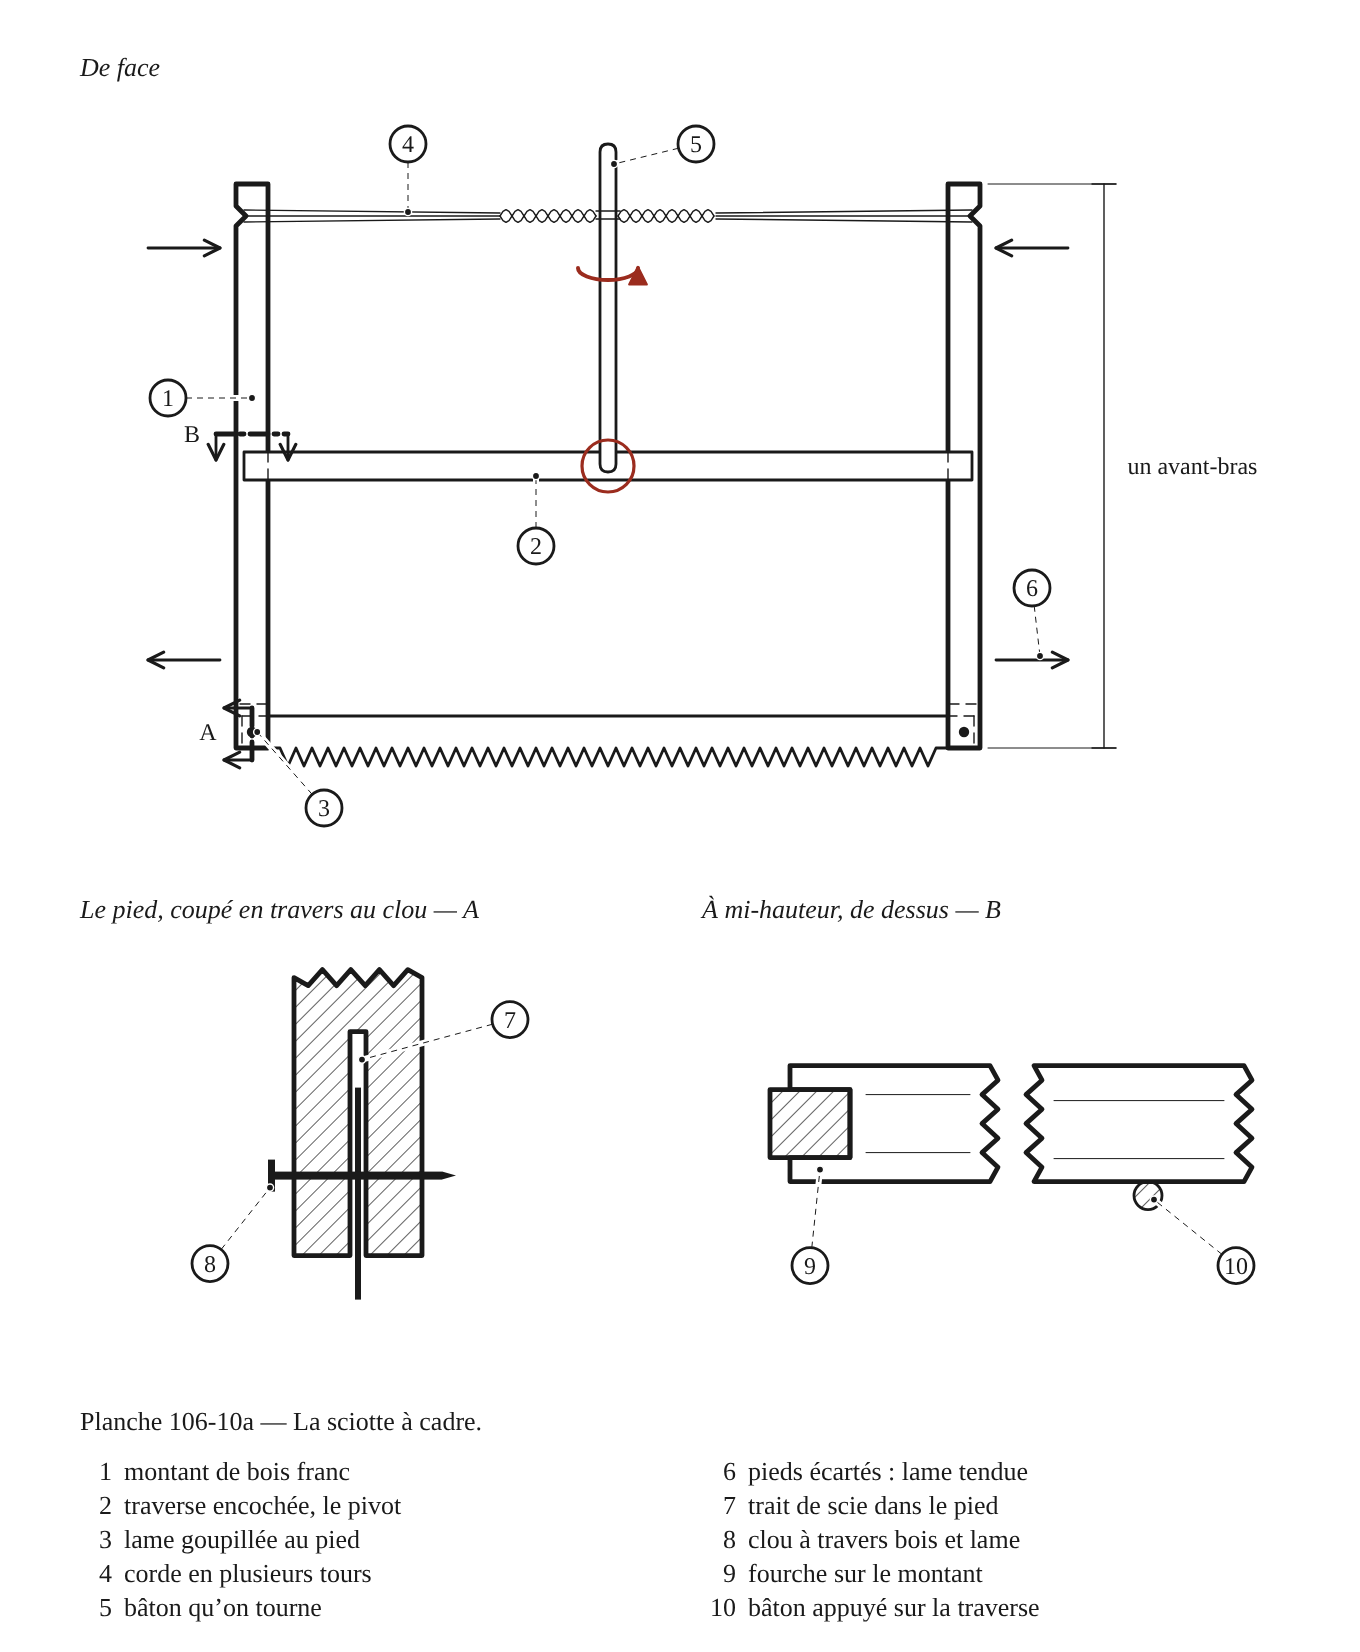 De face
4
5
1
B
un avant-bras
2
6
A
3
Le pied, coupé en travers au clou — A
À mi-hauteur, de dessus — B
7
8
9
10
Planche 106-10a — La sciotte à cadre.
1 montant de bois franc
2 traverse encochée, le pivot
3 lame goupillée au pied
4 corde en plusieurs tours
5 bâton qu’on tourne
6 pieds écartés : lame tendue
7 trait de scie dans le pied
8 clou à travers bois et lame
9 fourche sur le montant
10 bâton appuyé sur la traverse